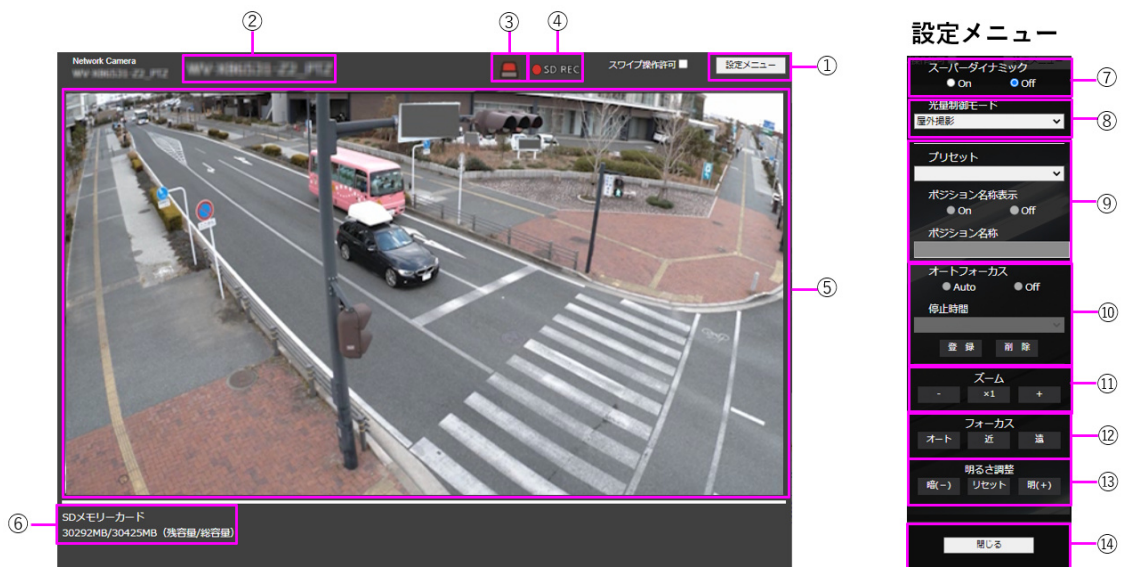 ②
③
④
①
Network Camera
SD REC
スワイプ操作許可
設定メニュー
⑤
SDメモリーカード
30292MB/30425MB（残容量/総容量）
⑥
設定メニュー
スーパーダイナミック
On Off
⑦
光量制御モード
屋外撮影
⑧
プリセット
ポジション名称表示
On Off
ポジション名称
⑨
オートフォーカス
Auto Off
停止時間
登 録 削 除
⑩
ズーム
- ×1 +
⑪
フォーカス
オート 近 遠
⑫
明るさ調整
暗(－) リセット 明(＋)
⑬
閉じる
⑭